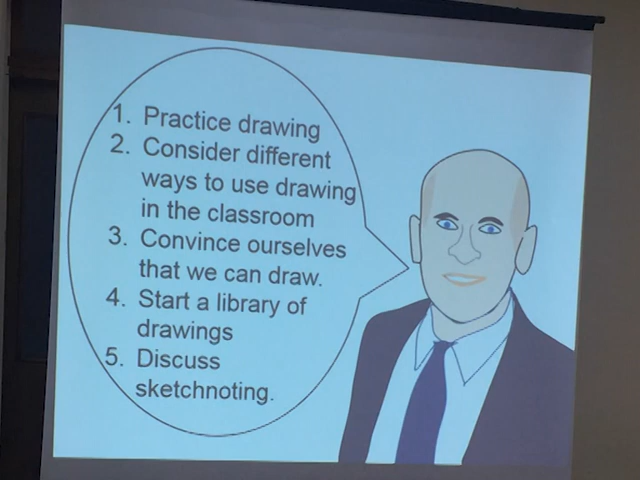 1. Practice drawing
2. Consider different
ways to use drawing
in the classroom
3. Convince ourselves
that we can draw.
4. Start a library of
drawings
5. Discuss
sketchnoting.